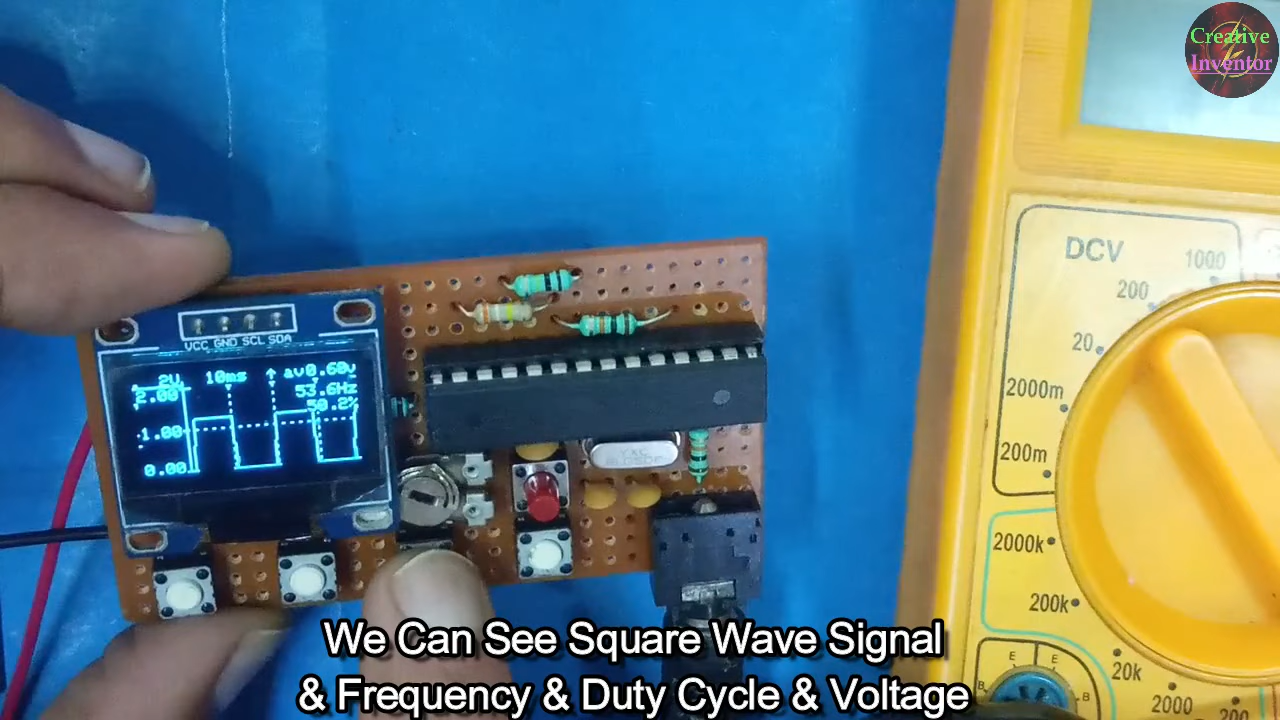 Creative
Inventor
DCV
1000
200
20
2000m
200m
2000k
200k
20k
2000
200
E
E
B
B
VCC GND SCL SDA
2V
10ms
av0.60v
2.00
53.6Hz
50.2%
1.00
0.00
We Can See Square Wave Signal
& Frequency & Duty Cycle & Voltage